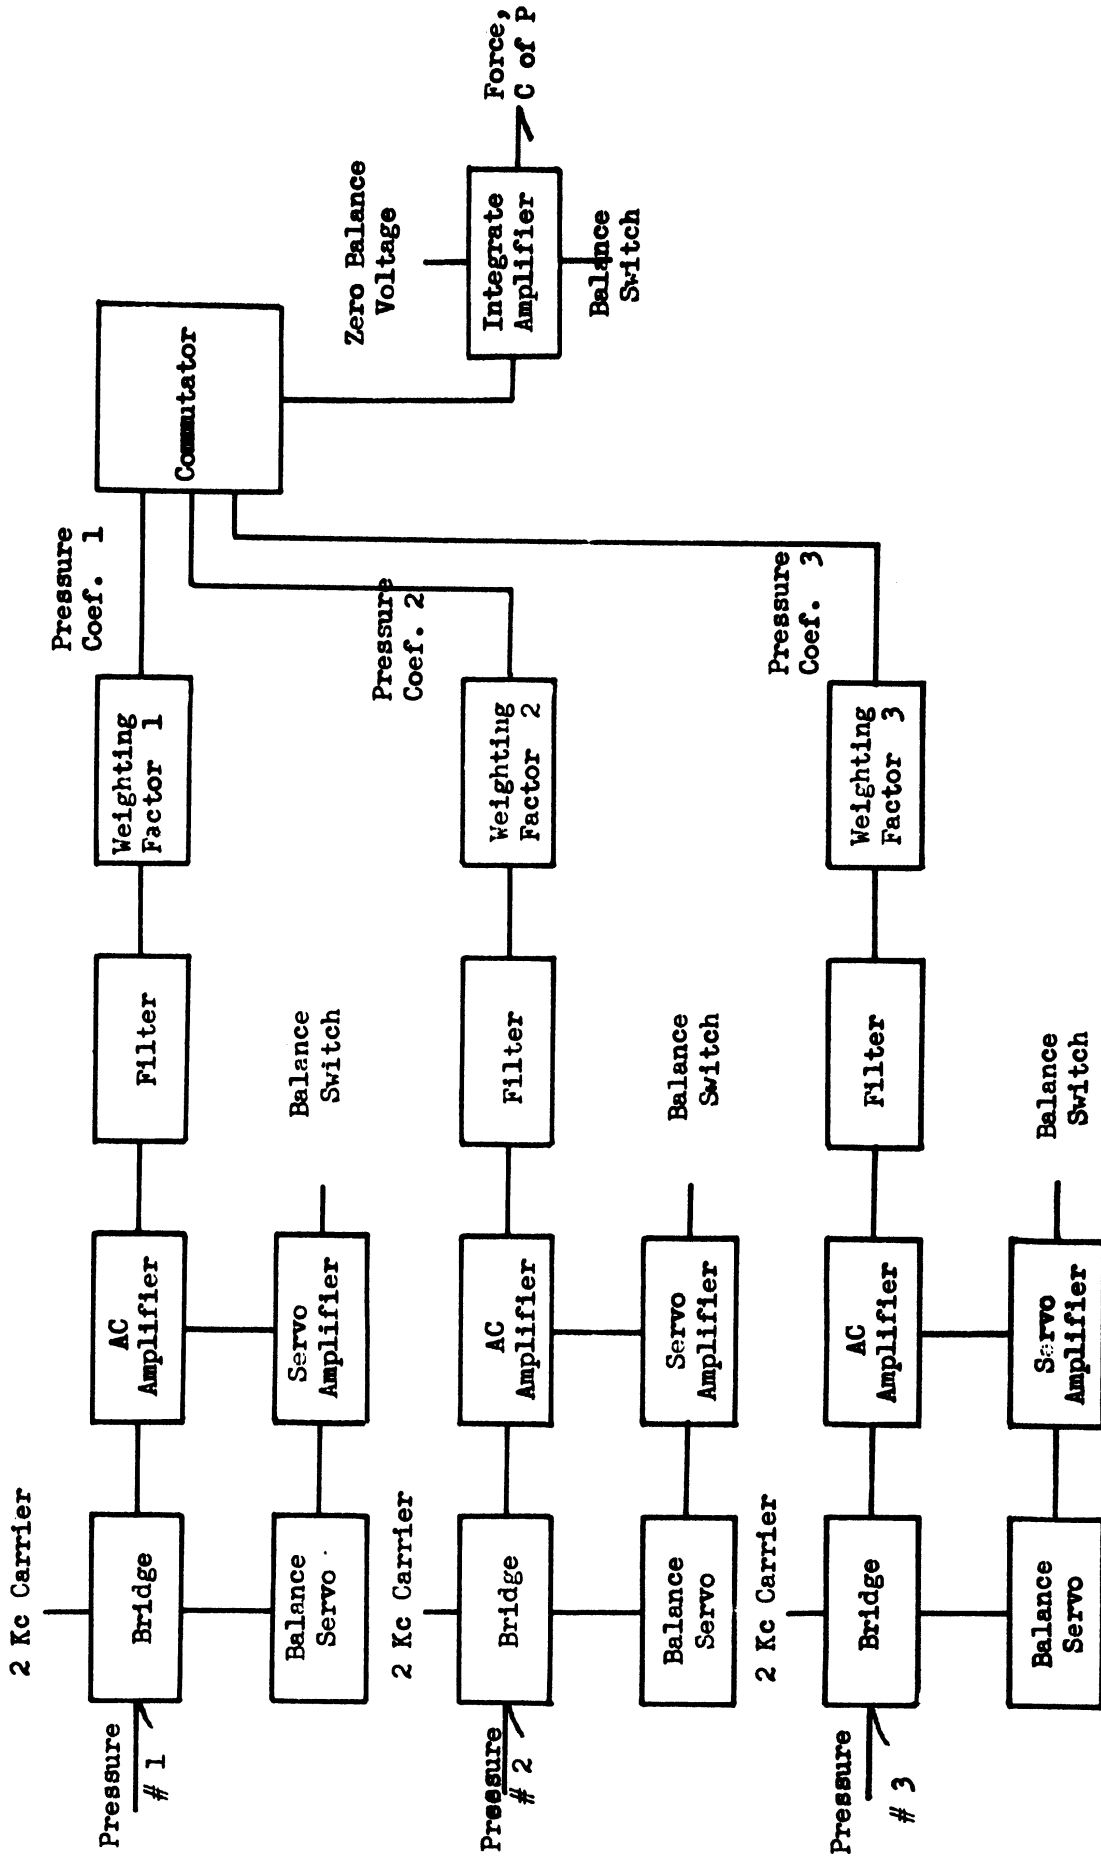 2 Kc Carrier
Pressure
# 1
Bridge
AC
Amplifier
Filter
Weighting
Factor 1
Pressure
Coef. 1
Commutator
Balance
Servo
Servo
Amplifier
Balance
Switch
Zero Balance
Voltage
Integrate
Amplifier
Force,
C of P
Balance
Switch
2 Kc Carrier
Pressure
# 2
Bridge
AC
Amplifier
Filter
Weighting
Factor 2
Pressure
Coef. 2
Balance
Servo
Servo
Amplifier
Balance
Switch
2 Kc Carrier
Pressure
# 3
Bridge
AC
Amplifier
Filter
Weighting
Factor 3
Pressure
Coef. 3
Balance
Servo
Servo
Amplifier
Balance
Switch